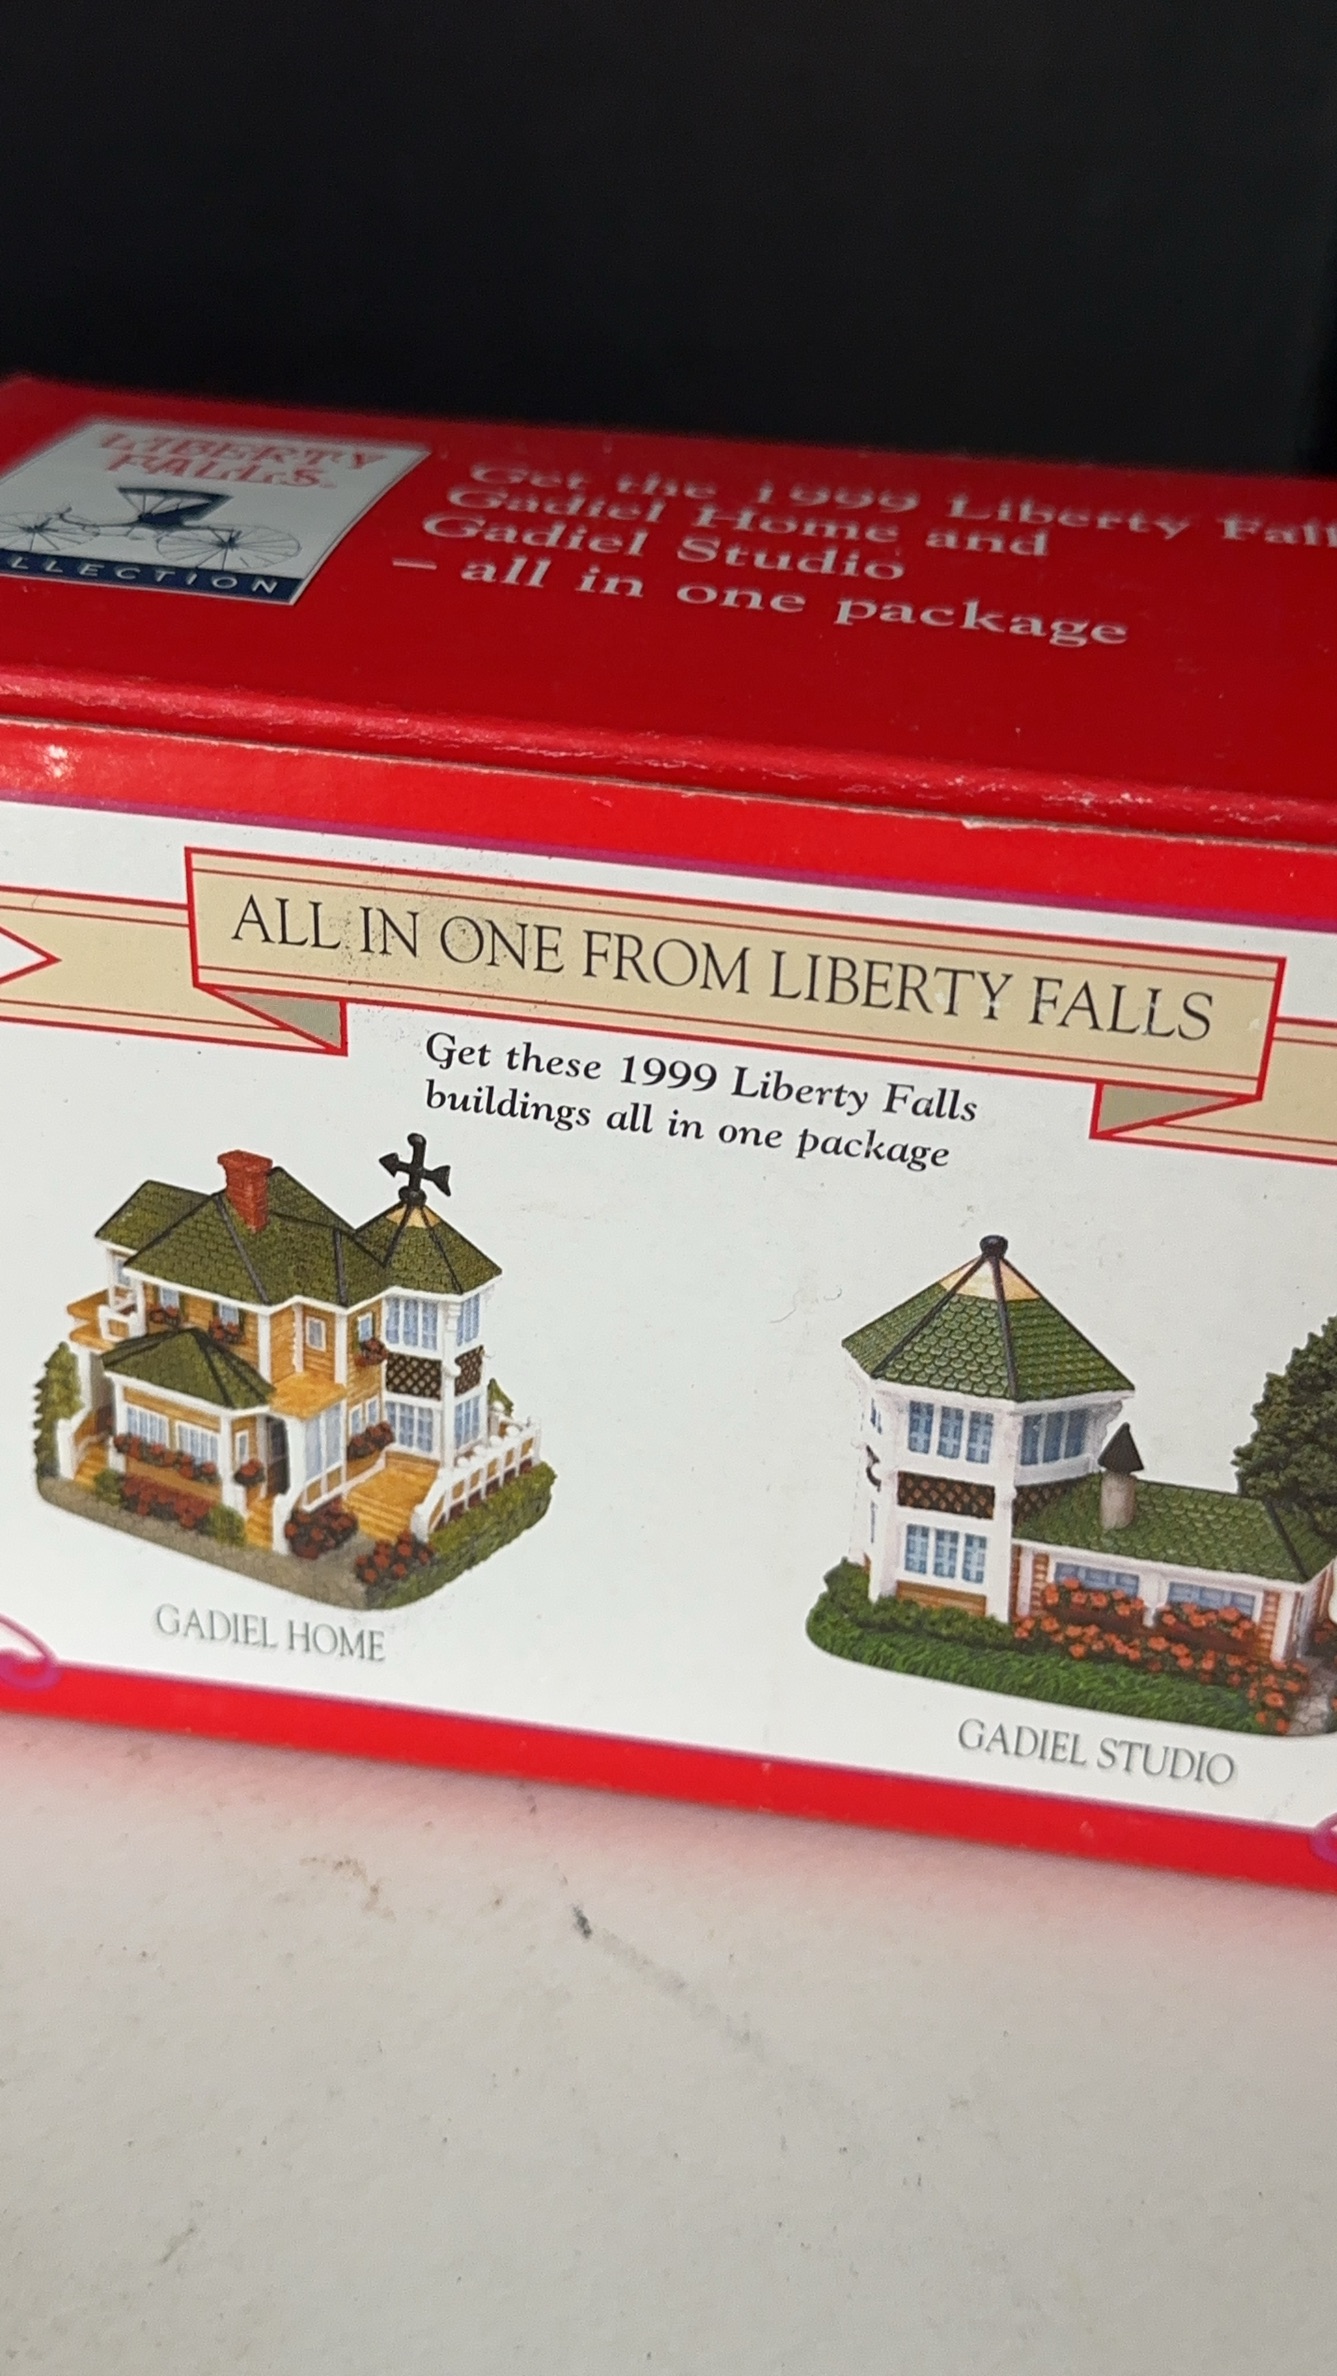 LIBERTY
FALLS
LLECTION
Get the 1999 Liberty Fall
Gadiel Home and
Gadiel Studio
– all in one package
ALL IN ONE FROM LIBERTY FALLS
Get these 1999 Liberty Falls
buildings all in one package
GADIEL HOME
GADIEL STUDIO